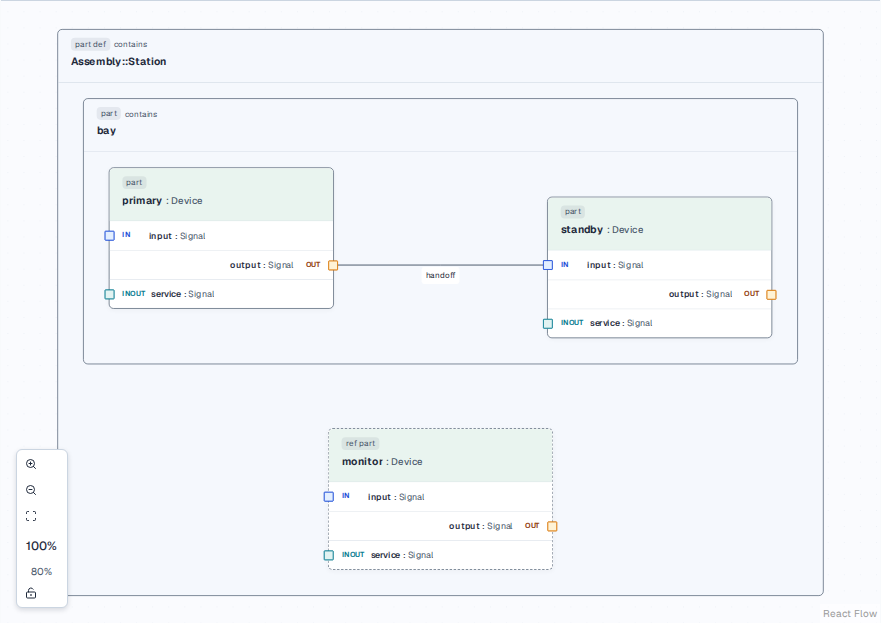 part def contains
Assembly::Station
part contains
bay
part
primary : Device
IN input : Signal
output : Signal OUT
INOUT service : Signal
handoff
part
standby : Device
IN input : Signal
output : Signal OUT
INOUT service : Signal
ref part
monitor : Device
IN input : Signal
output : Signal OUT
INOUT service : Signal
100%
80%
React Flow